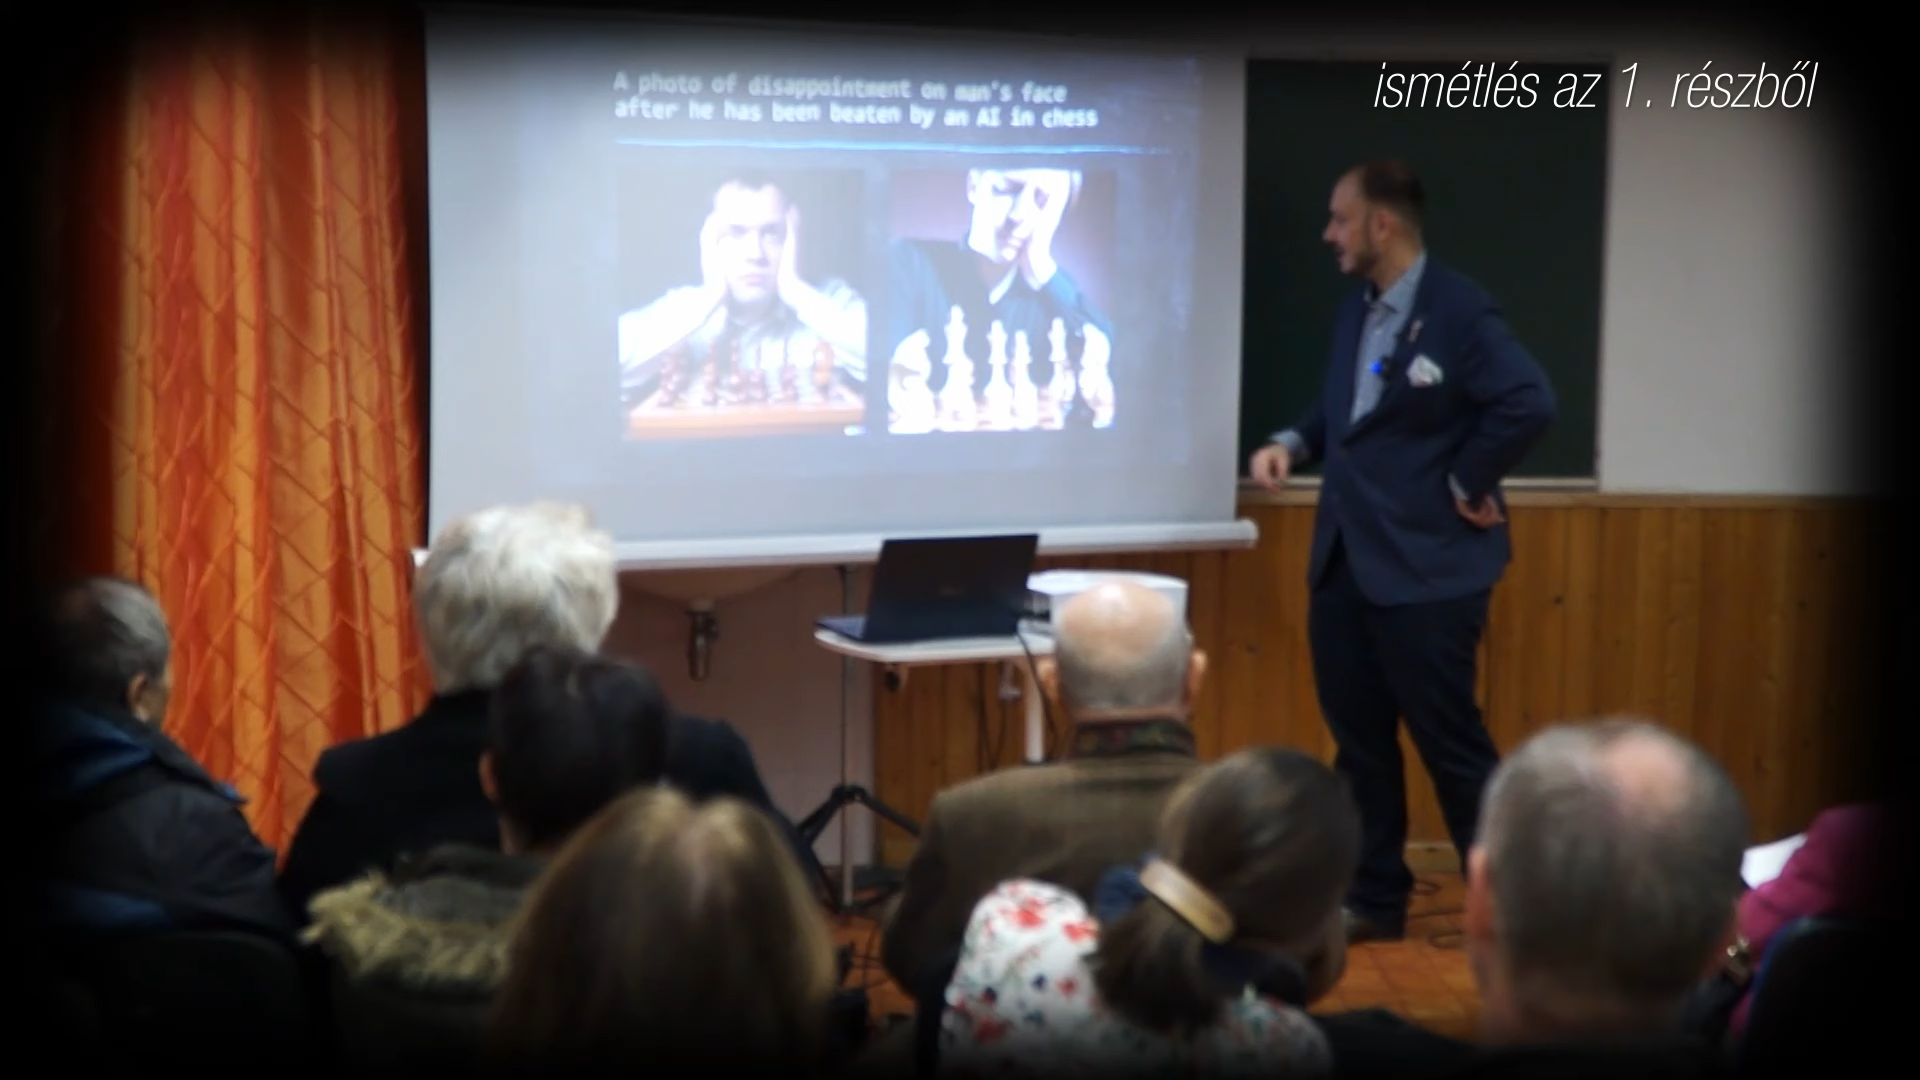 ismétlés az 1. részből
A photo of disappointment on man's face
after he has been beaten by an AI in chess